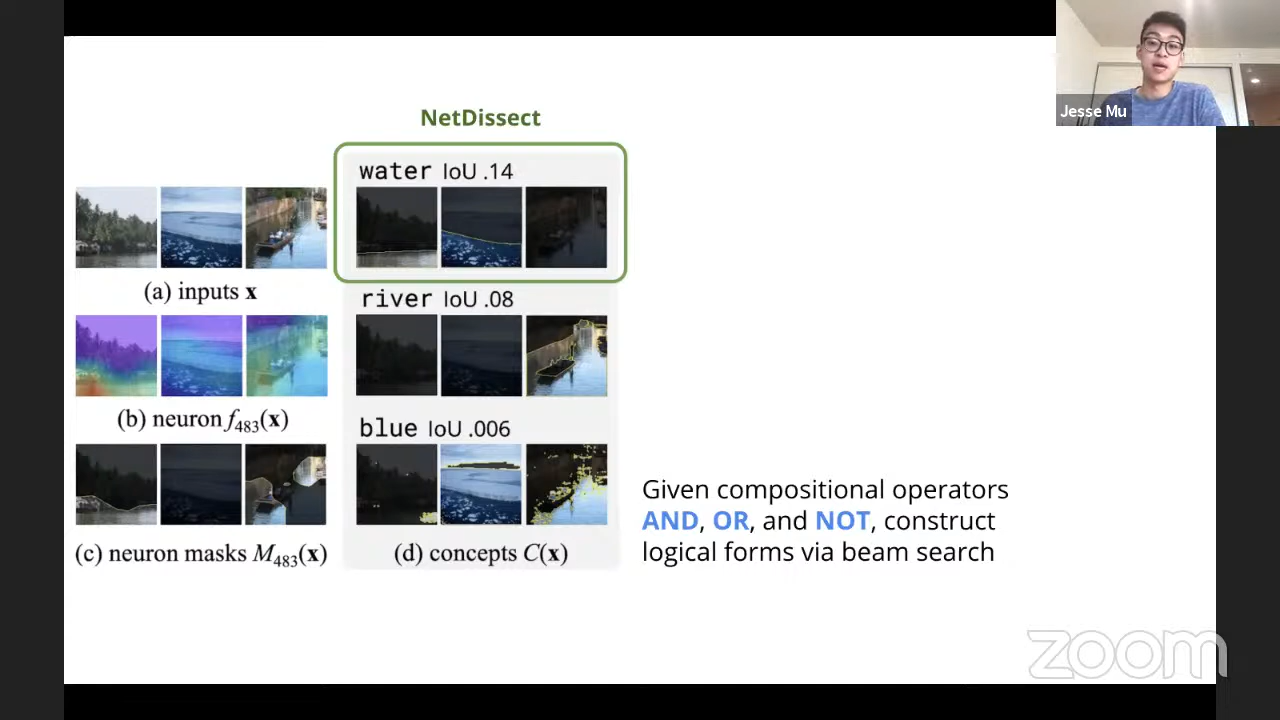 Jesse Mu
NetDissect
water IoU .14
(a) inputs x
river IoU .08
(b) neuron f483(x)
blue IoU .006
(c) neuron masks M483(x)
(d) concepts C(x)
Given compositional operators
AND, OR, and NOT, construct
logical forms via beam search
zoom